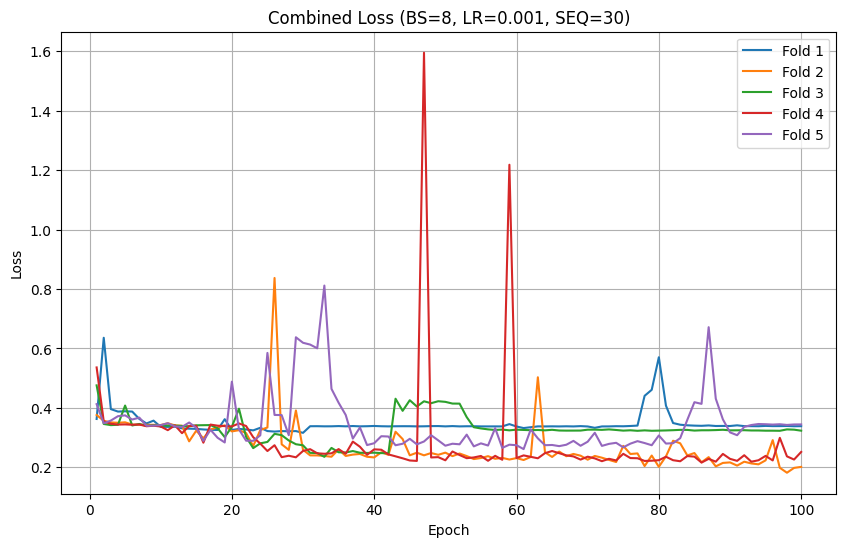 Combined Loss (BS=8, LR=0.001, SEQ=30)
Fold 1
Fold 2
Fold 3
Fold 4
Fold 5
Loss
1.6
1.4
1.2
1.0
0.8
0.6
0.4
0.2
0 20 40 60 80 100
Epoch